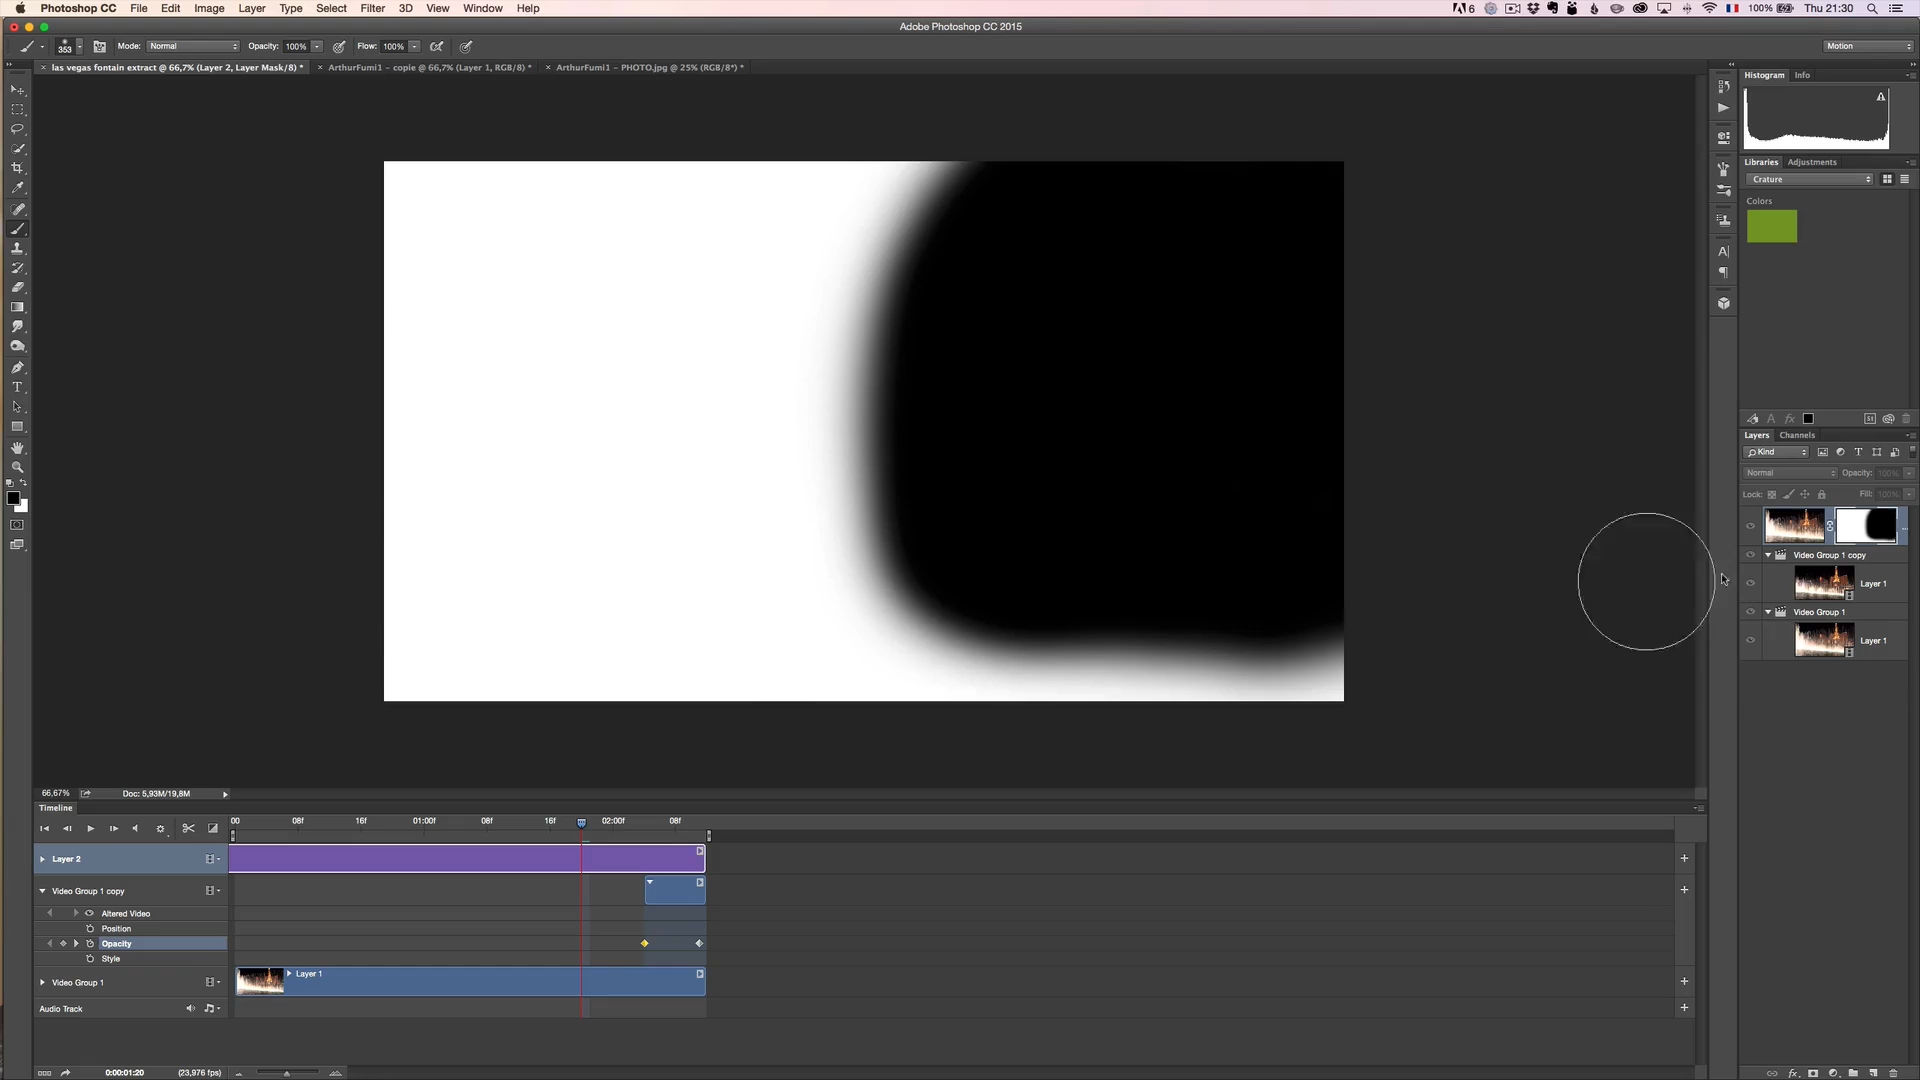 Photoshop CC File Edit Image Layer Type Select Filter 3D View Window Help 6 100% Thu 21:30
Adobe Photoshop CC 2015
353 Mode: Normal Opacity: 100% Flow: 100% Motion
las vegas fontain extract @ 66,7% (Layer 2, Layer Mask/8) * ArthurFumi1 – copie @ 66,7% (Layer 1, RGB/8) * ArthurFumi1 – PHOTO.jpg @ 25% (RGB/8*) *
Histogram Info
Libraries Adjustments
Crature
Colors
Layers Channels
Kind
Normal Opacity: 100%
Lock: Fill: 100%
Video Group 1 copy
Layer 1
Video Group 1
Layer 1
66,67% Doc: 5,93M/19,8M
Timeline
00 08f 16f 01:00f 08f 16f 02:00f 08f
Layer 2
Video Group 1 copy
Altered Video
Position
Opacity
Style
Video Group 1 Layer 1
Audio Track
0:00:01:20 (23,976 fps)